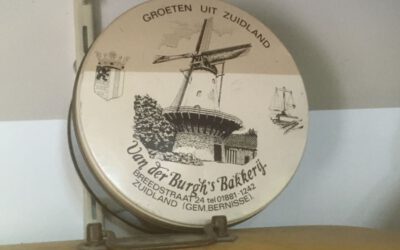 GROETEN UIT ZUIDLAND
Van der Burgh's Bakkerij
BREEDSTRAAT 24 tel 01881-1242
ZUIDLAND (GEM. BERNISSE)